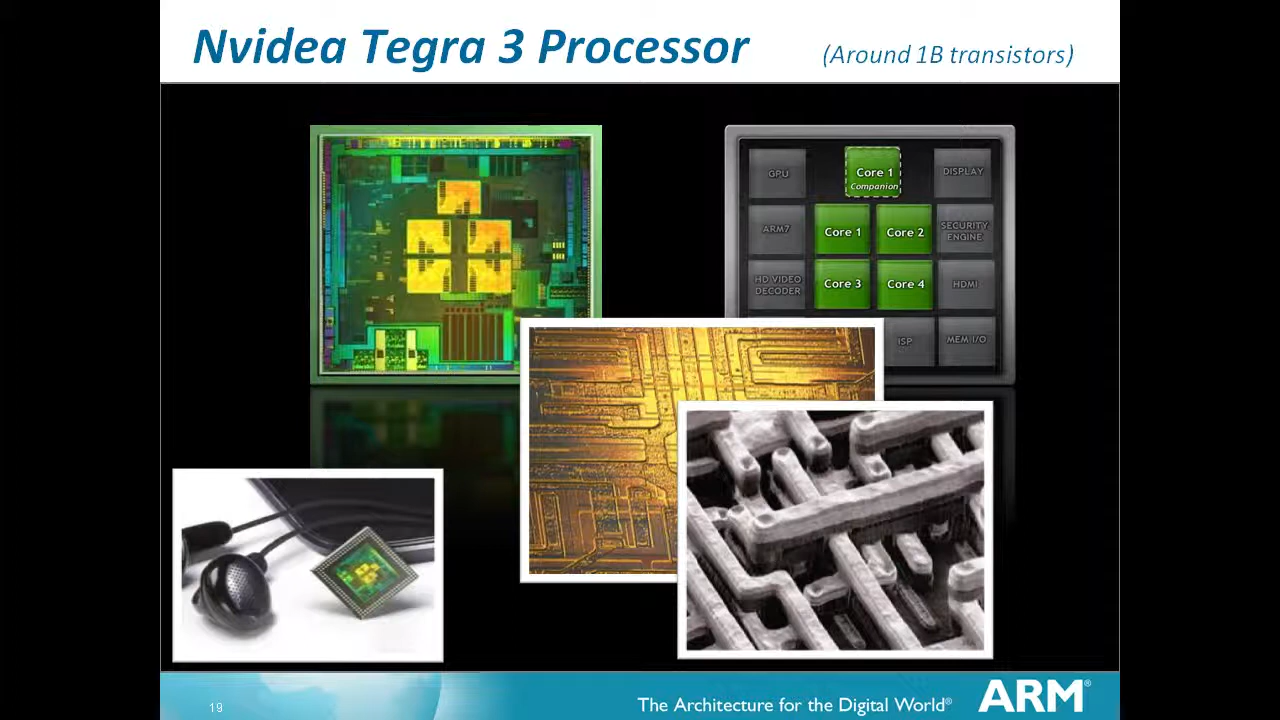 Nvidea Tegra 3 Processor (Around 1B transistors)
GPU
Core 1
Companion
DISPLAY
ARM7
Core 1
Core 2
SECURITY
ENGINE
HD VIDEO
DECODER
Core 3
Core 4
HDMI
ISP
MEM I/O
19
The Architecture for the Digital World®
ARM®